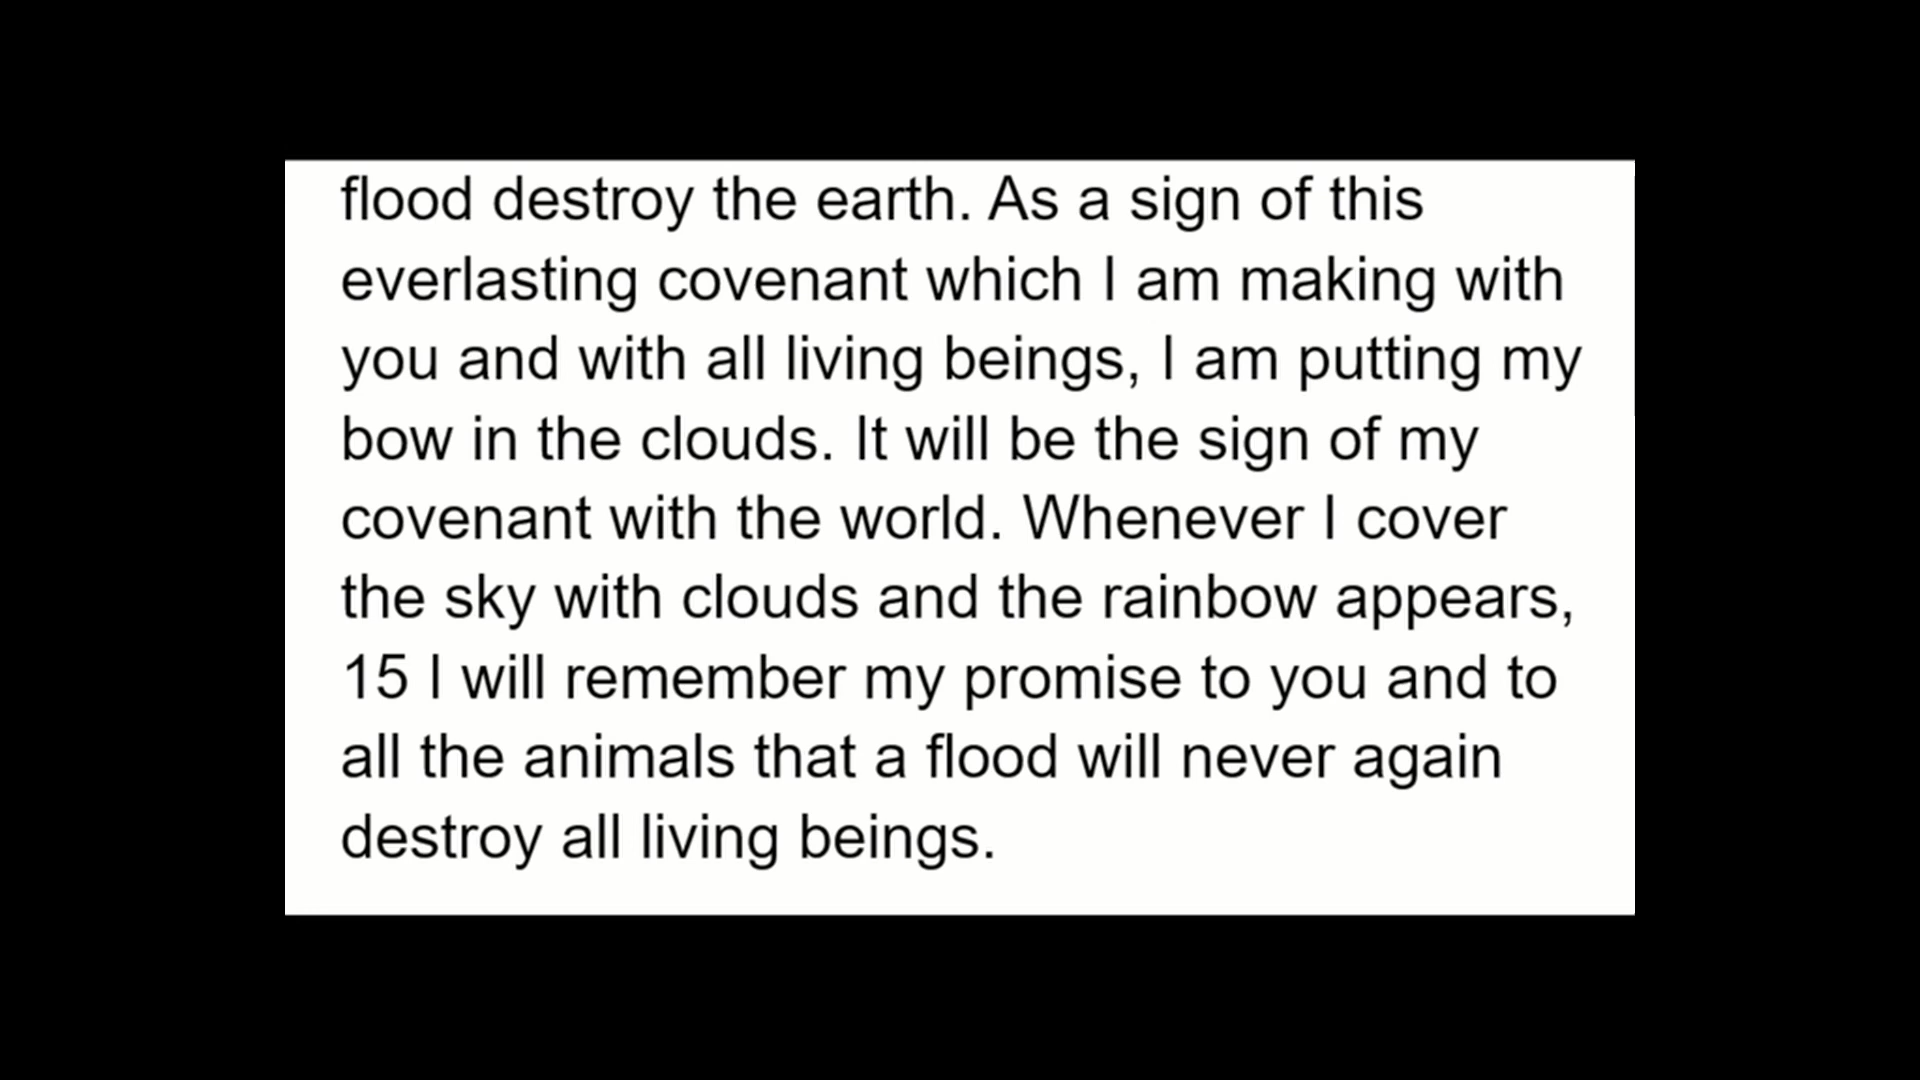 flood destroy the earth. As a sign of this
everlasting covenant which I am making with
you and with all living beings, I am putting my
bow in the clouds. It will be the sign of my
covenant with the world. Whenever I cover
the sky with clouds and the rainbow appears,
15 I will remember my promise to you and to
all the animals that a flood will never again
destroy all living beings.